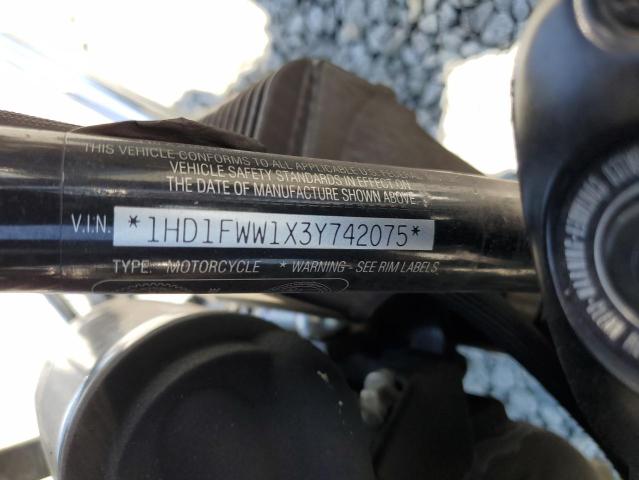 THIS VEHICLE CONFORMS TO ALL APPLICABLE U.S. FEDERAL
VEHICLE SAFETY STANDARDS IN EFFECT ON
THE DATE OF MANUFACTURE SHOWN ABOVE
V.I.N. *1HD1FWW1X3Y742075*
TYPE: MOTORCYCLE * WARNING - SEE RIM LABELS